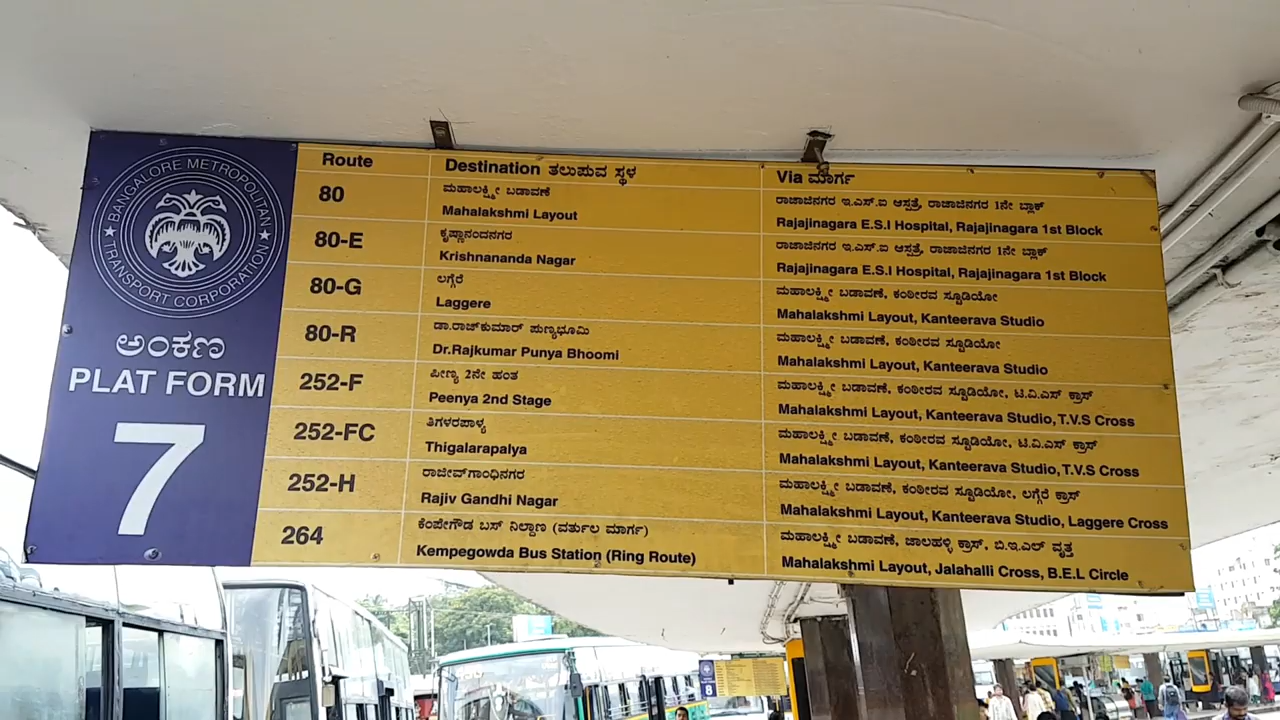 BANGALORE METROPOLITAN
TRANSPORT CORPORATION
ಅಂಕಣ
PLAT FORM
7
Route
Destination ತಲುಪುವ ಸ್ಥಳ
Via ಮಾರ್ಗ
80
ಮಹಾಲಕ್ಷ್ಮೀ ಬಡಾವಣೆ
Mahalakshmi Layout
ರಾಜಾಜಿನಗರ ಇ.ಎಸ್.ಐ ಆಸ್ಪತ್ರೆ, ರಾಜಾಜಿನಗರ 1ನೇ ಬ್ಲಾಕ್
Rajajinagara E.S.I Hospital, Rajajinagara 1st Block
80-E
ಕೃಷ್ಣಾನಂದನಗರ
Krishnananda Nagar
ರಾಜಾಜಿನಗರ ಇ.ಎಸ್.ಐ ಆಸ್ಪತ್ರೆ, ರಾಜಾಜಿನಗರ 1ನೇ ಬ್ಲಾಕ್
Rajajinagara E.S.I Hospital, Rajajinagara 1st Block
80-G
ಲಗ್ಗೆರೆ
Laggere
ಮಹಾಲಕ್ಷ್ಮೀ ಬಡಾವಣೆ, ಕಂಠೀರವ ಸ್ಟೂಡಿಯೋ
Mahalakshmi Layout, Kanteerava Studio
80-R
ಡಾ.ರಾಜ್‌ಕುಮಾರ್ ಪುಣ್ಯಭೂಮಿ
Dr.Rajkumar Punya Bhoomi
ಮಹಾಲಕ್ಷ್ಮೀ ಬಡಾವಣೆ, ಕಂಠೀರವ ಸ್ಟೂಡಿಯೋ
Mahalakshmi Layout, Kanteerava Studio
252-F
ಪೀಣ್ಯ 2ನೇ ಹಂತ
Peenya 2nd Stage
ಮಹಾಲಕ್ಷ್ಮೀ ಬಡಾವಣೆ, ಕಂಠೀರವ ಸ್ಟೂಡಿಯೋ, ಟಿ.ವಿ.ಎಸ್ ಕ್ರಾಸ್
Mahalakshmi Layout, Kanteerava Studio, T.V.S Cross
252-FC
ತಿಗಳರಪಾಳ್ಯ
Thigalarapalya
ಮಹಾಲಕ್ಷ್ಮೀ ಬಡಾವಣೆ, ಕಂಠೀರವ ಸ್ಟೂಡಿಯೋ, ಟಿ.ವಿ.ಎಸ್ ಕ್ರಾಸ್
Mahalakshmi Layout, Kanteerava Studio, T.V.S Cross
252-H
ರಾಜೀವ್‌ಗಾಂಧಿನಗರ
Rajiv Gandhi Nagar
ಮಹಾಲಕ್ಷ್ಮೀ ಬಡಾವಣೆ, ಕಂಠೀರವ ಸ್ಟೂಡಿಯೋ, ಲಗ್ಗೆರೆ ಕ್ರಾಸ್
Mahalakshmi Layout, Kanteerava Studio, Laggere Cross
264
ಕೆಂಪೇಗೌಡ ಬಸ್ ನಿಲ್ದಾಣ (ವರ್ತುಲ ಮಾರ್ಗ)
Kempegowda Bus Station (Ring Route)
ಮಹಾಲಕ್ಷ್ಮೀ ಬಡಾವಣೆ, ಜಾಲಹಳ್ಳಿ ಕ್ರಾಸ್, ಬಿ.ಇ.ಎಲ್ ವೃತ್ತ
Mahalakshmi Layout, Jalahalli Cross, B.E.L Circle
8